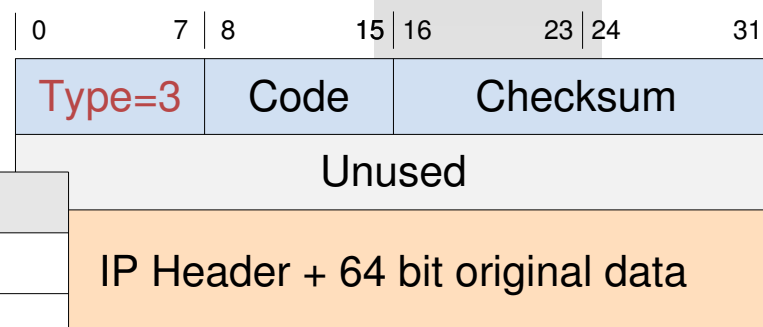 0 7 8 15 16 23 24 31
Type=3 Code Checksum
Unused
IP Header + 64 bit original data